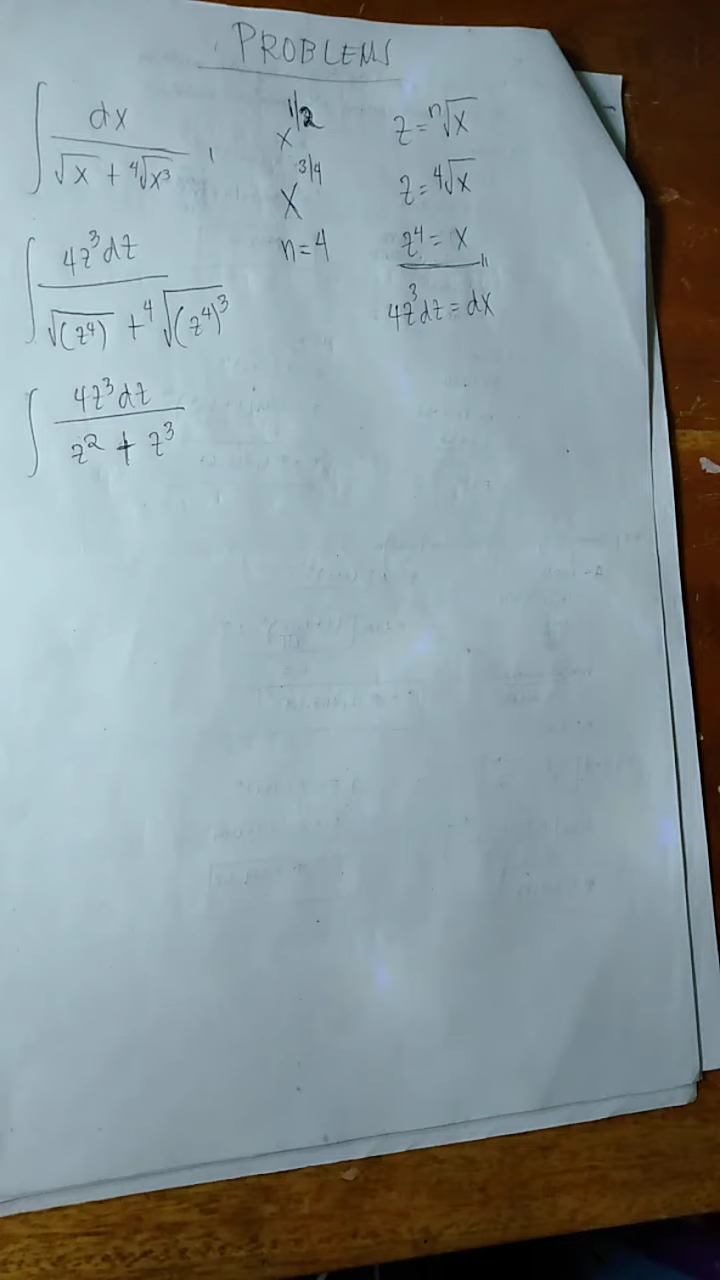 PROBLEMS
∫ dx / (√x + ⁴√x³) , x^(1/2) z = ⁿ√x
x^(3/4) z = ⁴√x
n=4 z⁴ = x
∫ 4z³dz / (√(z⁴) + ⁴√(z⁴)³) 4z³dz = dx
∫ 4z³dz / (z² + z³)